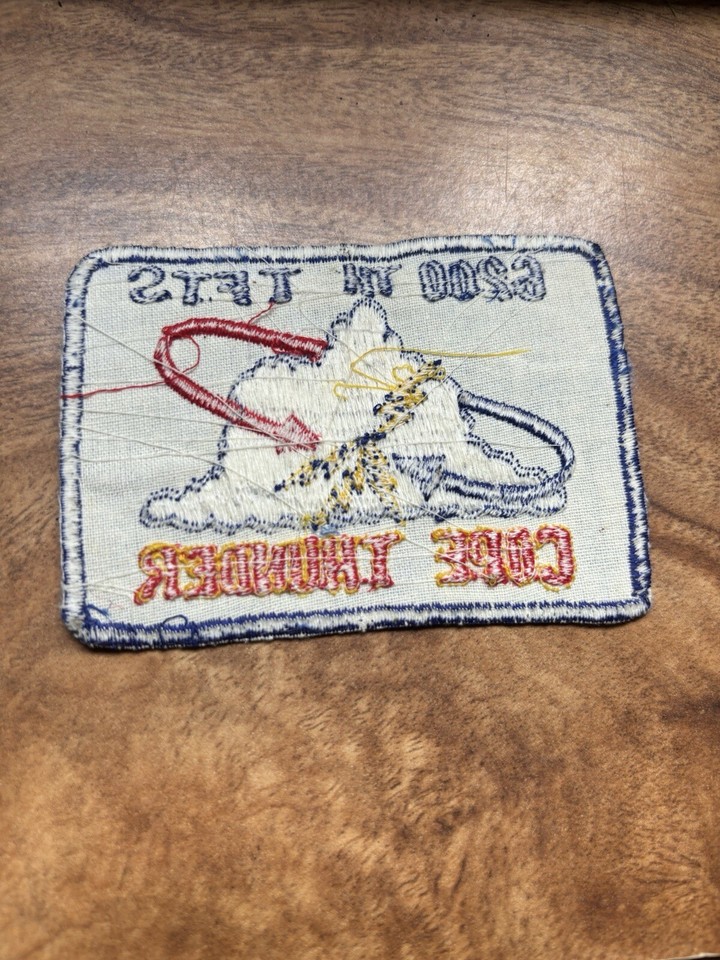 6200 TH TFTS
COPE THUNDER